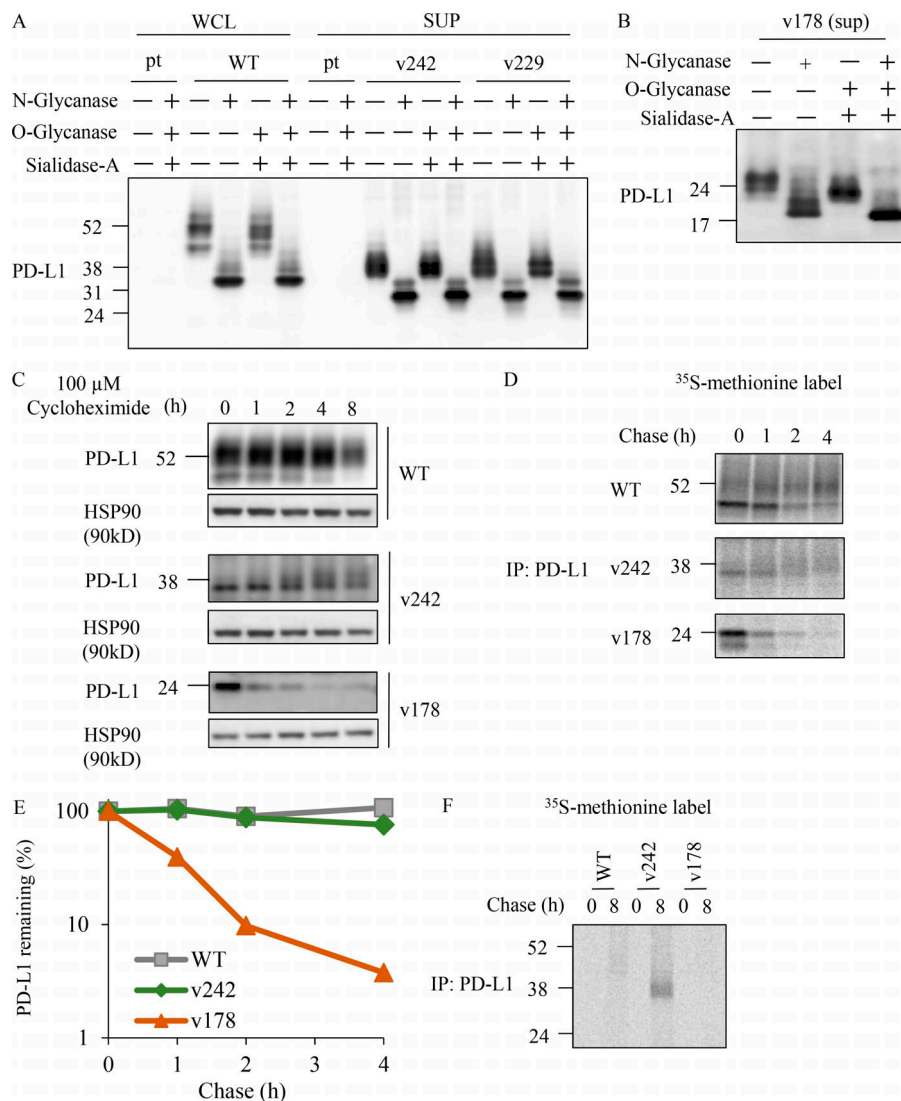 A
WCL SUP
pt WT pt v242 v229
N-Glycanase — + — + — + — + — + — + — + — + 
O-Glycanase — + — — + + — + — — + + — — + +
Sialidase-A — + — — + + — + — — + + — — + +
52
38
PD-L1
31
24
B
v178 (sup)
N-Glycanase — + — +
O-Glycanase — — + +
Sialidase-A — — + +
PD-L1 24
17
C
100 µM
Cycloheximide (h) 0 1 2 4 8
PD-L1 52
WT
HSP90
(90kD)
PD-L1 38
v242
HSP90
(90kD)
PD-L1 24
v178
HSP90
(90kD)
D
35S-methionine label
Chase (h) 0 1 2 4
WT 52
IP: PD-L1 v242 38
v178 24
E
PD-L1 remaining (%)
100
10
1
WT
v242
v178
0 1 2 3 4
Chase (h)
F
35S-methionine label
WT v242 v178
Chase (h) 0 8 0 8 0 8
52
IP: PD-L1 38
24